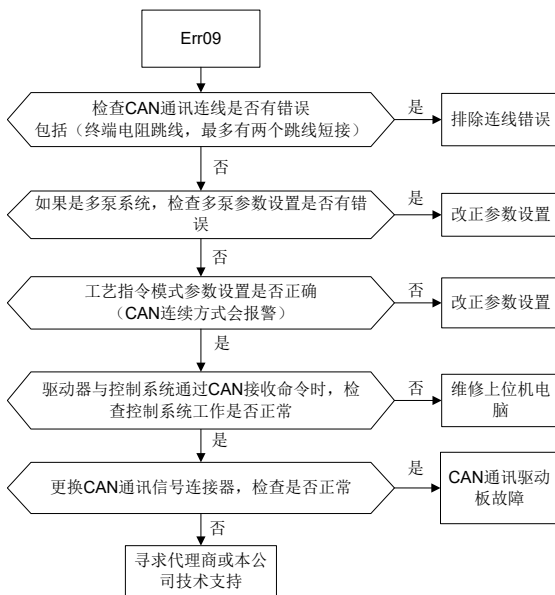 Err09
检查CAN通讯连线是否有错误
包括（终端电阻跳线，最多有两个跳线短接）
是
排除连线错误
否
如果是多泵系统，检查多泵参数设置是否有错
误
是
改正参数设置
否
工艺指令模式参数设置是否正确
（CAN连续方式会报警）
否
改正参数设置
是
驱动器与控制系统通过CAN接收命令时，检
查控制系统工作是否正常
否
维修上位机电
脑
是
更换CAN通讯信号连接器，检查是否正常
是
CAN通讯驱动
板故障
否
寻求代理商或本公
司技术支持